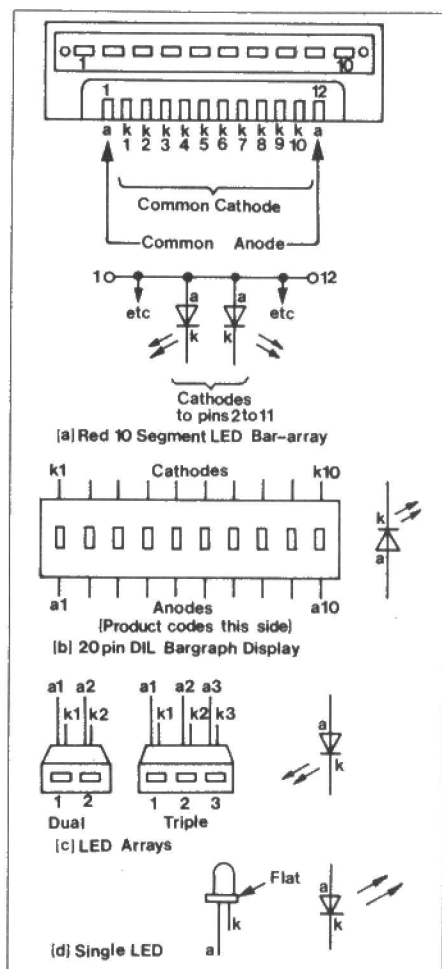 1 10
1 12
a k k k k k k k k k k a
1 2 3 4 5 6 7 8 9 10
Common Cathode
Common Anode
1 12
a a
etc etc
k k
Cathodes
to pins 2 to 11
(a) Red 10 Segment LED Bar-array
k1 Cathodes k10
k
a
a1 Anodes a10
(Product codes this side)
(b) 20 pin DIL Bargraph Display
a1 a2 a1 a2 a3
k1 k2 k1 k2 k3
a
k
1 2 1 2 3
Dual Triple
(c) LED Arrays
Flat
a
k k
a
(d) Single LED